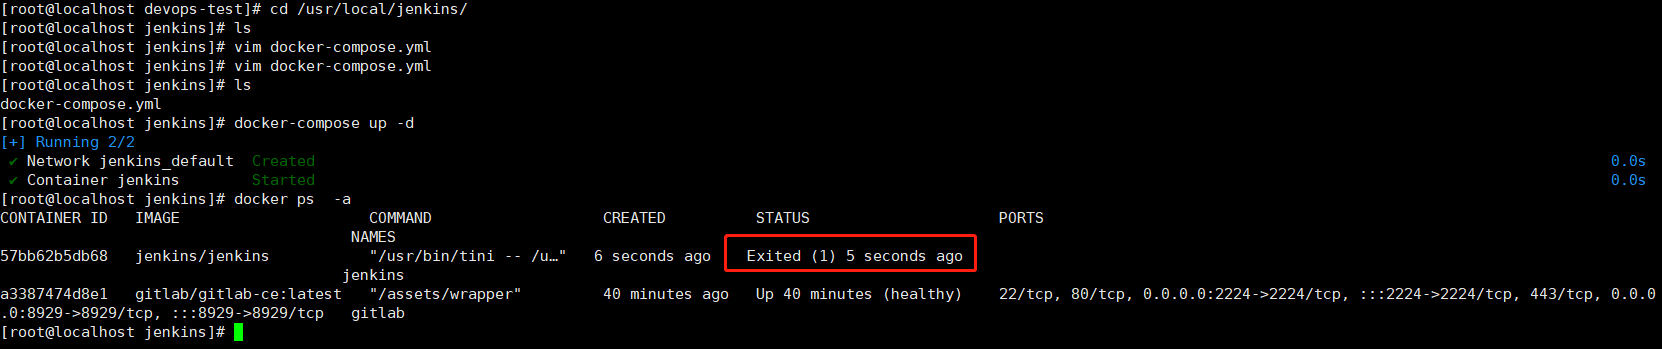 [root@localhost devops-test]# cd /usr/local/jenkins/
[root@localhost jenkins]# ls
[root@localhost jenkins]# vim docker-compose.yml
[root@localhost jenkins]# vim docker-compose.yml
[root@localhost jenkins]# ls
docker-compose.yml
[root@localhost jenkins]# docker-compose up -d
[+] Running 2/2
✔ Network jenkins_default  Created 0.0s
✔ Container jenkins        Started 0.0s
[root@localhost jenkins]# docker ps  -a
CONTAINER ID   IMAGE                     COMMAND                   CREATED          STATUS                     PORTS
NAMES
57bb62b5db68   jenkins/jenkins           "/usr/bin/tini -- /u…"   6 seconds ago    Exited (1) 5 seconds ago
jenkins
a3387474d8e1   gitlab/gitlab-ce:latest   "/assets/wrapper"         40 minutes ago   Up 40 minutes (healthy)    22/tcp, 80/tcp, 0.0.0.0:2224->2224/tcp, :::2224->2224/tcp, 443/tcp, 0.0.0
.0:8929->8929/tcp, :::8929->8929/tcp   gitlab
[root@localhost jenkins]#